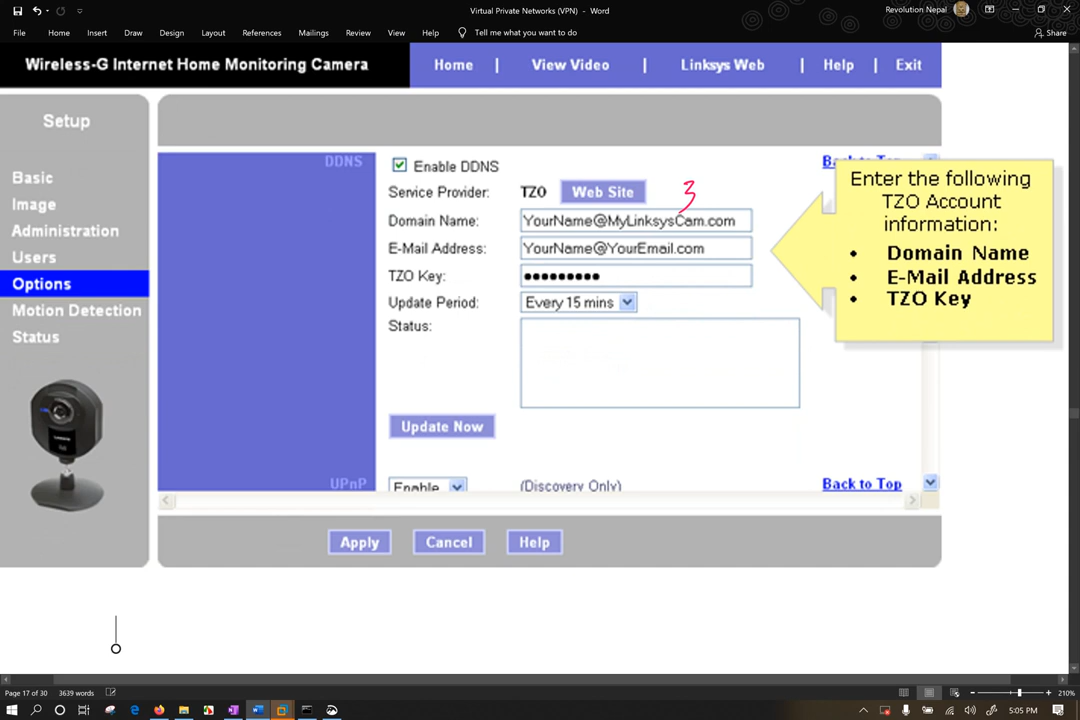 Virtual Private Networks (VPN) - Word
Revolution Nepal
File Home Insert Draw Design Layout References Mailings Review View Help Tell me what you want to do
Share
Wireless-G Internet Home Monitoring Camera
Home | View Video | Linksys Web | Help | Exit
Setup
Basic
Image
Administration
Users
Options
Motion Detection
Status
DDNS
Enable DDNS
Back to Top
Service Provider: TZO Web Site
3
Domain Name: YourName@MyLinksysCam.com
E-Mail Address: YourName@YourEmail.com
TZO Key: •••••••••
Update Period: Every 15 mins
Status:
Update Now
UPnP
Enable (Discovery Only)
Back to Top
Apply Cancel Help
Enter the following
TZO Account
information:
• Domain Name
• E-Mail Address
• TZO Key
Page 17 of 30 3639 words
210%
5:05 PM